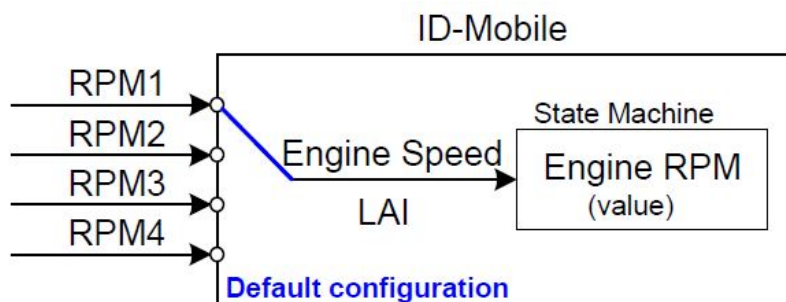 ID-Mobile
RPM1
RPM2
RPM3
RPM4
Engine Speed
LAI
State Machine
Engine RPM
(value)
Default configuration